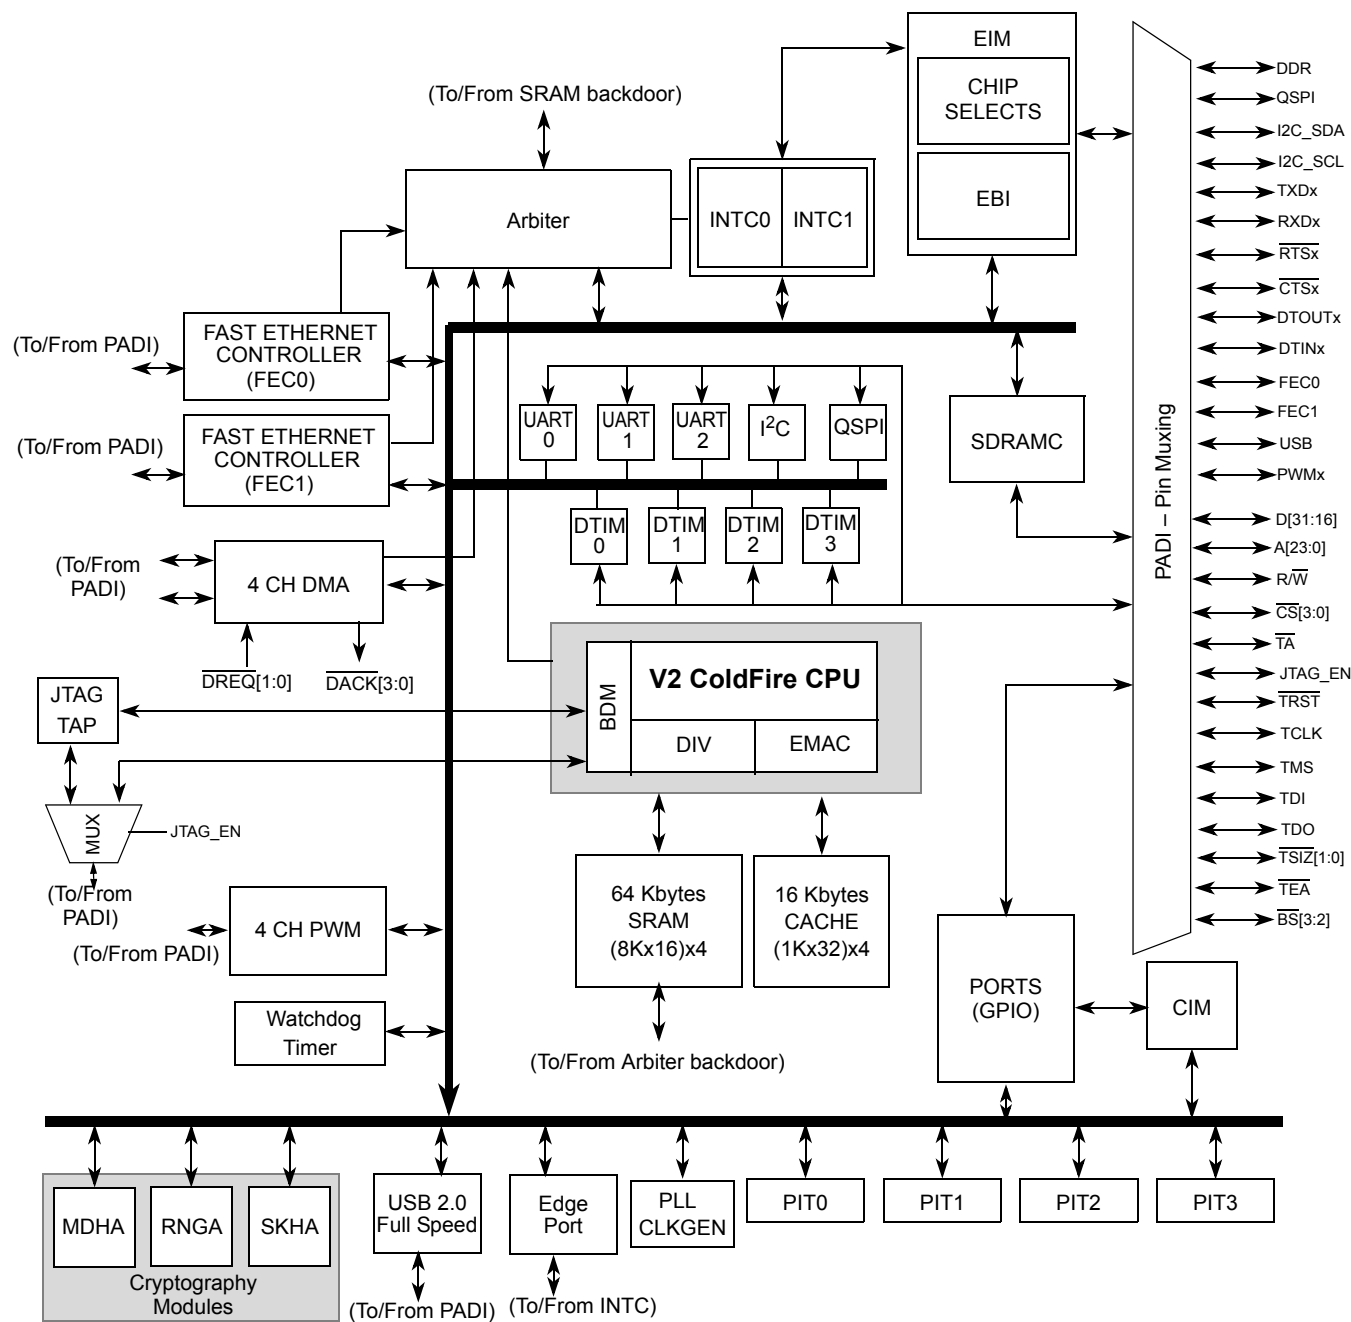 EIM
CHIP
SELECTS
EBI
(To/From SRAM backdoor)
Arbiter
INTC0
INTC1
FAST ETHERNET
CONTROLLER
(FEC0)
(To/From PADI)
FAST ETHERNET
CONTROLLER
(FEC1)
(To/From PADI)
UART
0
UART
1
UART
2
I²C
QSPI
SDRAMC
DTIM
0
DTIM
1
DTIM
2
DTIM
3
4 CH DMA
(To/From
PADI)
DREQ[1:0]
DACK[3:0]
JTAG
TAP
BDM
V2 ColdFire CPU
DIV
EMAC
MUX
JTAG_EN
(To/From
PADI)
4 CH PWM
(To/From PADI)
64 Kbytes
SRAM
(8Kx16)x4
16 Kbytes
CACHE
(1Kx32)x4
(To/From Arbiter backdoor)
Watchdog
Timer
PORTS
(GPIO)
CIM
PADI – Pin Muxing
DDR
QSPI
I2C_SDA
I2C_SCL
TXDx
RXDx
RTSx
CTSx
DTOUTx
DTINx
FEC0
FEC1
USB
PWMx
D[31:16]
A[23:0]
R/W
CS[3:0]
TA
JTAG_EN
TRST
TCLK
TMS
TDI
TDO
TSIZ[1:0]
TEA
BS[3:2]
MDHA
RNGA
SKHA
Cryptography
Modules
USB 2.0
Full Speed
(To/From PADI)
Edge
Port
(To/From INTC)
PLL
CLKGEN
PIT0
PIT1
PIT2
PIT3